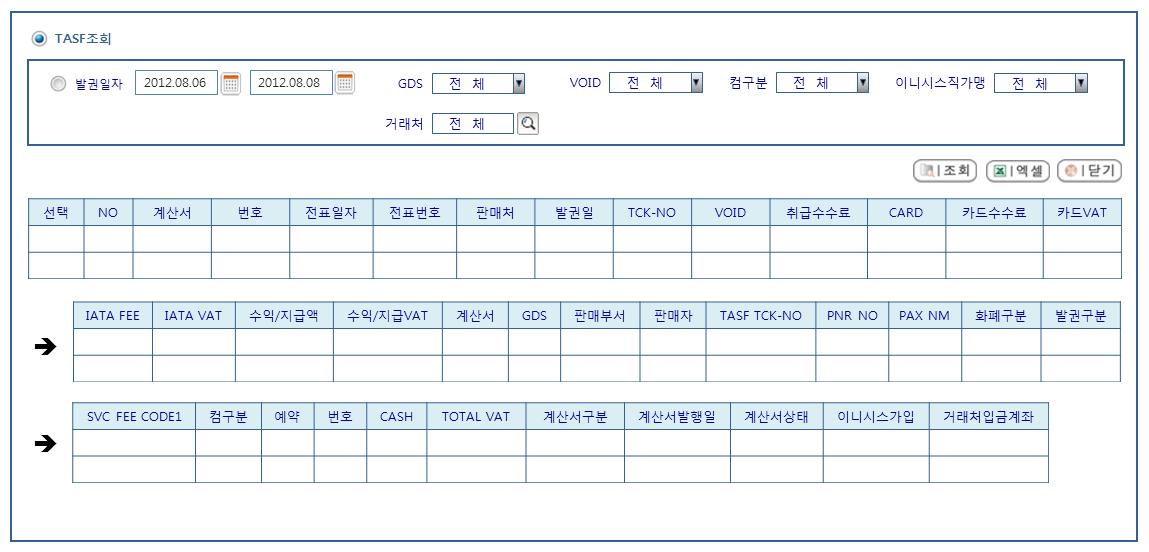 TASF조회
발권일자 2012.08.06 2012.08.08 GDS 전 체 VOID 전 체 컴구분 전 체 이니시스직가맹 전 체
거래처 전 체
조회 엑셀 닫기
선택 NO 계산서 번호 전표일자 전표번호 판매처 발권일 TCK-NO VOID 취급수수료 CARD 카드수수료 카드VAT
IATA FEE IATA VAT 수익/지급액 수익/지급VAT 계산서 GDS 판매부서 판매자 TASF TCK-NO PNR NO PAX NM 화폐구분 발권구분
SVC FEE CODE1 컴구분 예약 번호 CASH TOTAL VAT 계산서구분 계산서발행일 계산서상태 이니시스가입 거래처입금계좌